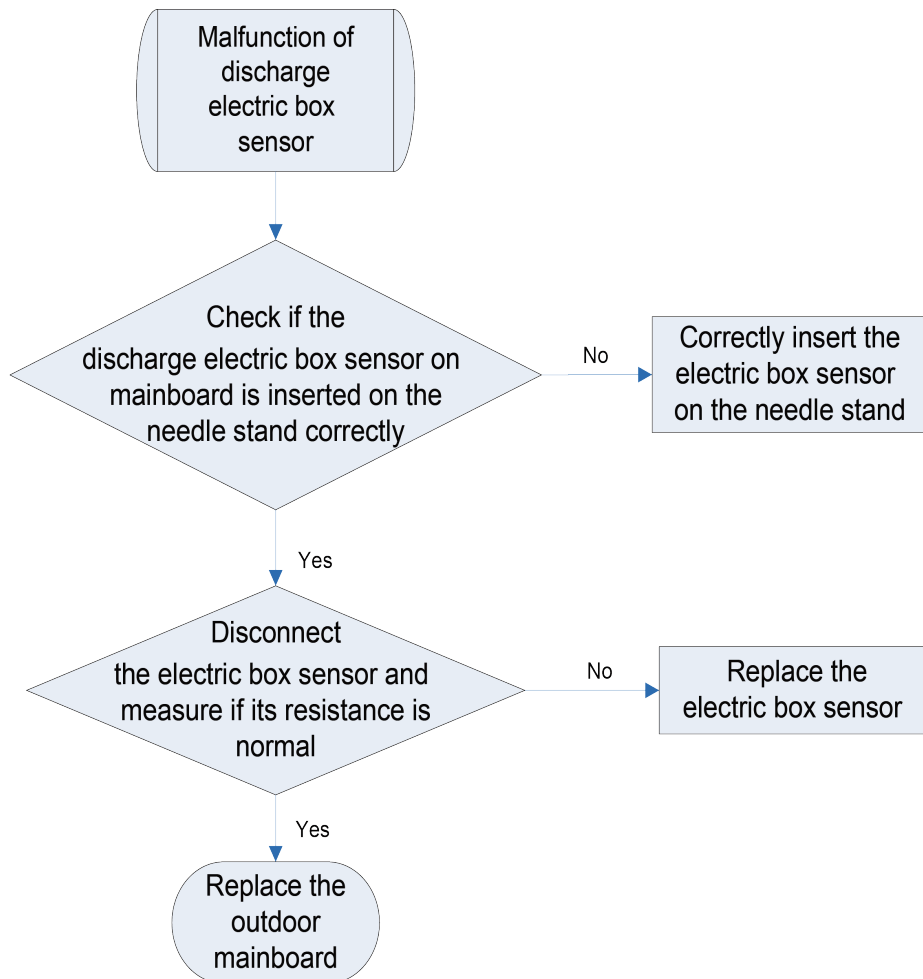 Malfunction of
discharge
electric box
sensor
Check if the
discharge electric box sensor on
mainboard is inserted on the
needle stand correctly
No
Correctly insert the
electric box sensor
on the needle stand
Yes
Disconnect
the electric box sensor and
measure if its resistance is
normal
No
Replace the
electric box sensor
Yes
Replace the
outdoor
mainboard